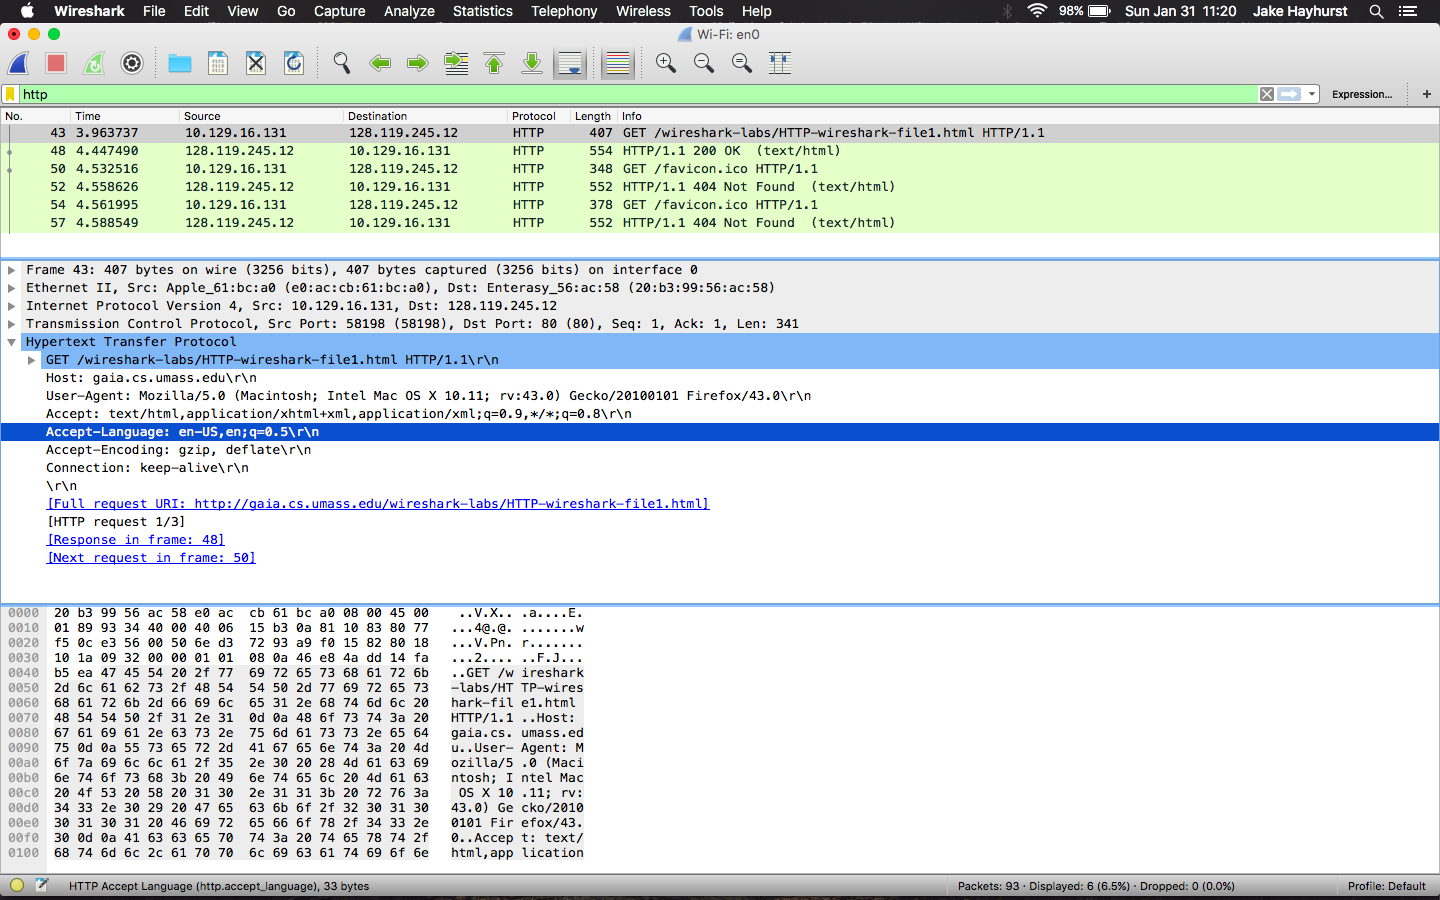 Wireshark File Edit View Go Capture Analyze Statistics Telephony Wireless Tools Help 98% Sun Jan 31 11:20 Jake Hayhurst
Wi-Fi: en0
http Expression... +
No. Time Source Destination Protocol Length Info
43 3.963737 10.129.16.131 128.119.245.12 HTTP 407 GET /wireshark-labs/HTTP-wireshark-file1.html HTTP/1.1
48 4.447490 128.119.245.12 10.129.16.131 HTTP 554 HTTP/1.1 200 OK (text/html)
50 4.532516 10.129.16.131 128.119.245.12 HTTP 348 GET /favicon.ico HTTP/1.1
52 4.558626 128.119.245.12 10.129.16.131 HTTP 552 HTTP/1.1 404 Not Found (text/html)
54 4.561995 10.129.16.131 128.119.245.12 HTTP 378 GET /favicon.ico HTTP/1.1
57 4.588549 128.119.245.12 10.129.16.131 HTTP 552 HTTP/1.1 404 Not Found (text/html)
Frame 43: 407 bytes on wire (3256 bits), 407 bytes captured (3256 bits) on interface 0
Ethernet II, Src: Apple_61:bc:a0 (e0:ac:cb:61:bc:a0), Dst: Enterasy_56:ac:58 (20:b3:99:56:ac:58)
Internet Protocol Version 4, Src: 10.129.16.131, Dst: 128.119.245.12
Transmission Control Protocol, Src Port: 58198 (58198), Dst Port: 80 (80), Seq: 1, Ack: 1, Len: 341
Hypertext Transfer Protocol
GET /wireshark-labs/HTTP-wireshark-file1.html HTTP/1.1\r\n
Host: gaia.cs.umass.edu\r\n
User-Agent: Mozilla/5.0 (Macintosh; Intel Mac OS X 10.11; rv:43.0) Gecko/20100101 Firefox/43.0\r\n
Accept: text/html,application/xhtml+xml,application/xml;q=0.9,*/*;q=0.8\r\n
Accept-Language: en-US,en;q=0.5\r\n
Accept-Encoding: gzip, deflate\r\n
Connection: keep-alive\r\n
\r\n
[Full request URI: http://gaia.cs.umass.edu/wireshark-labs/HTTP-wireshark-file1.html]
[HTTP request 1/3]
[Response in frame: 48]
[Next request in frame: 50]
0000 20 b3 99 56 ac 58 e0 ac cb 61 bc a0 08 00 45 00 ..V.X.. .a....E.
0010 01 89 93 34 40 00 40 06 15 b3 0a 81 10 83 80 77 ...4@.@. .......w
0020 f5 0c e3 56 00 50 6e d3 72 93 a9 f0 15 82 80 18 ...V.Pn. r.......
0030 10 1a 09 32 00 00 01 01 08 0a 46 e8 4a dd 14 fa ...2.... ..F.J...
0040 b5 ea 47 45 54 20 2f 77 69 72 65 73 68 61 72 6b ..GET /w ireshark
0050 2d 6c 61 62 73 2f 48 54 54 50 2d 77 69 72 65 73 -labs/HT TP-wires
0060 68 61 72 6b 2d 66 69 6c 65 31 2e 68 74 6d 6c 20 hark-fil e1.html
0070 48 54 54 50 2f 31 2e 31 0d 0a 48 6f 73 74 3a 20 HTTP/1.1 ..Host:
0080 67 61 69 61 2e 63 73 2e 75 6d 61 73 73 2e 65 64 gaia.cs. umass.ed
0090 75 0d 0a 55 73 65 72 2d 41 67 65 6e 74 3a 20 4d u..User- Agent: M
00a0 6f 7a 69 6c 6c 61 2f 35 2e 30 20 28 4d 61 63 69 ozilla/5 .0 (Maci
00b0 6e 74 6f 73 68 3b 20 49 6e 74 65 6c 20 4d 61 63 ntosh; I ntel Mac
00c0 20 4f 53 20 58 20 31 30 2e 31 31 3b 20 72 76 3a OS X 10 .11; rv:
00d0 34 33 2e 30 29 20 47 65 63 6b 6f 2f 32 30 31 30 43.0) Ge cko/2010
00e0 30 31 30 31 20 46 69 72 65 66 6f 78 2f 34 33 2e 0101 Fir efox/43.
00f0 30 0d 0a 41 63 63 65 70 74 3a 20 74 65 78 74 2f 0..Accep t: text/
0100 68 74 6d 6c 2c 61 70 70 6c 69 63 61 74 69 6f 6e html,app lication
HTTP Accept Language (http.accept_language), 33 bytes Packets: 93 · Displayed: 6 (6.5%) · Dropped: 0 (0.0%) Profile: Default